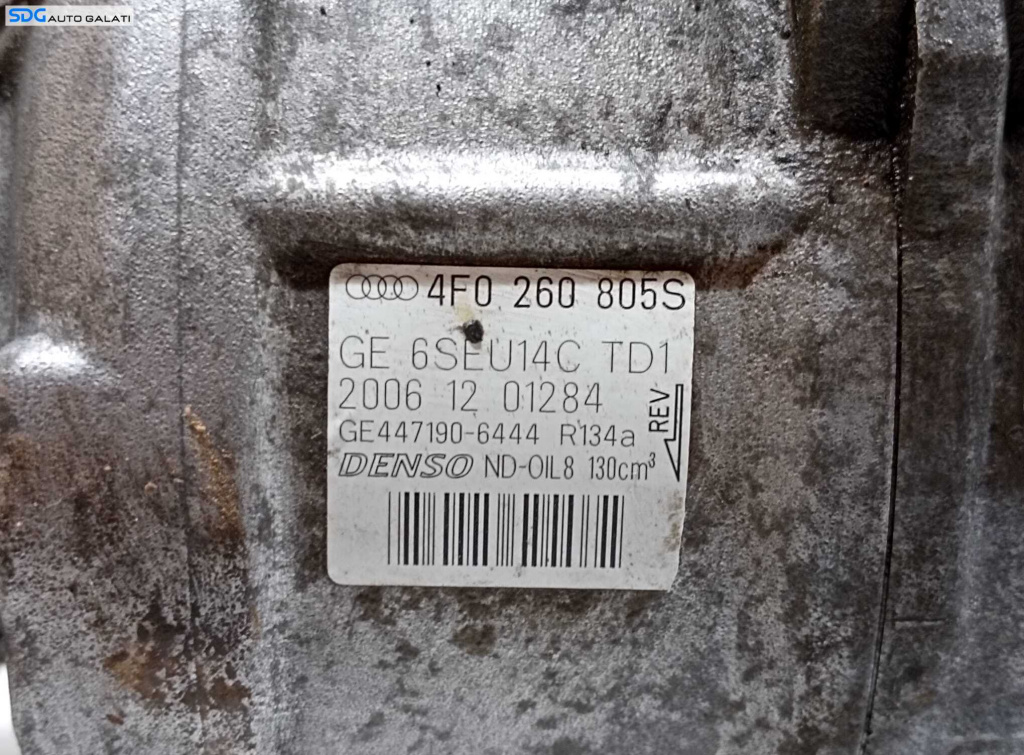 SDG AUTO GALATI
4F0 260 805S
GE 6SEU14C TD1
2006 12 01284
REV
GE447190-6444 R134a
DENSO ND-OIL8 130cm³